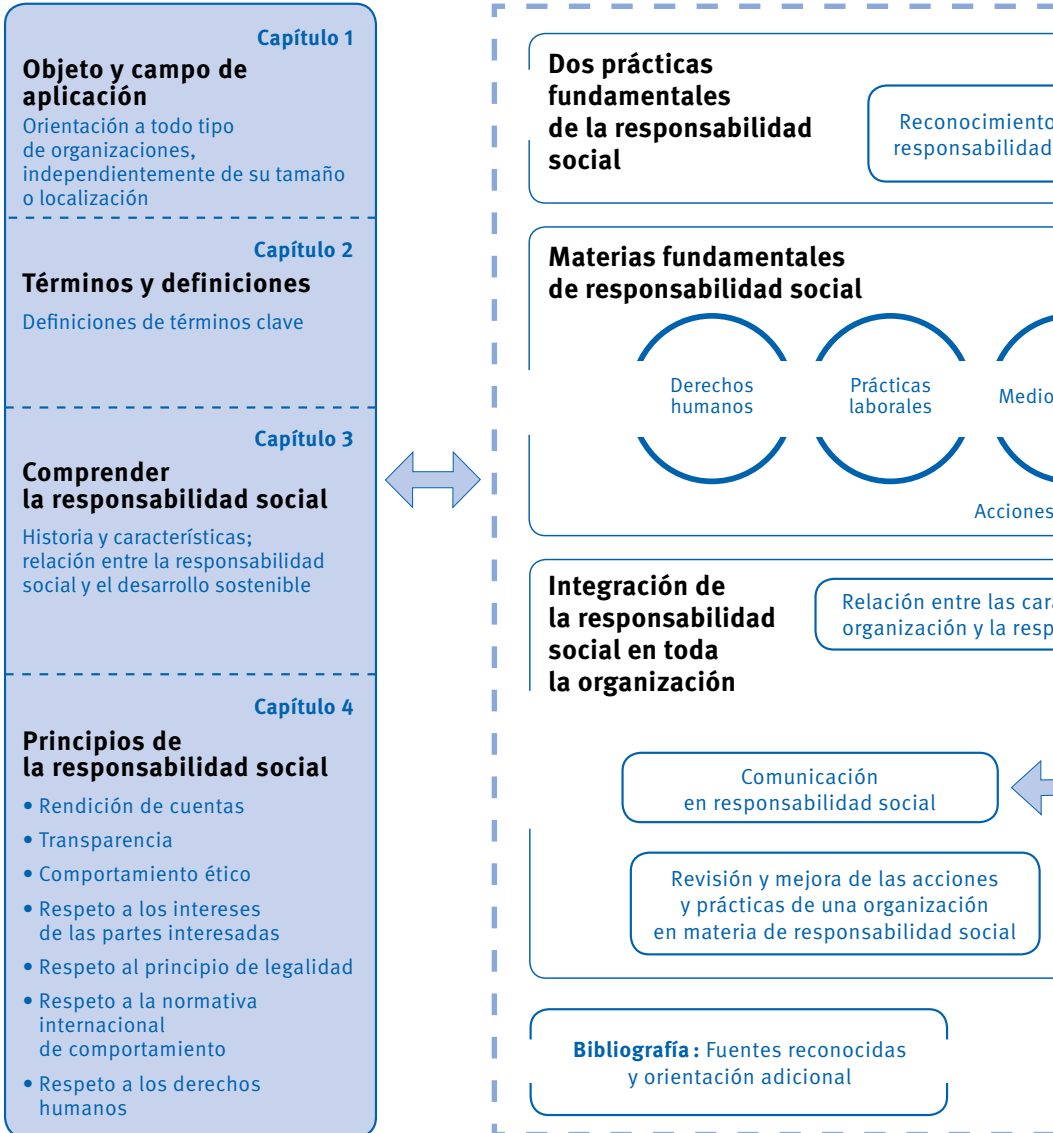 Capítulo 1
Objeto y campo de
aplicación
Orientación a todo tipo
de organizaciones,
independientemente de su tamaño
o localización
Capítulo 2
Términos y definiciones
Definiciones de términos clave
Capítulo 3
Comprender
la responsabilidad social
Historia y características;
relación entre la responsabilidad
social y el desarrollo sostenible
Capítulo 4
Principios de
la responsabilidad social
• Rendición de cuentas
• Transparencia
• Comportamiento ético
• Respeto a los intereses
de las partes interesadas
• Respeto al principio de legalidad
• Respeto a la normativa
internacional
de comportamiento
• Respeto a los derechos
humanos
Dos prácticas
fundamentales
de la responsabilidad
social
Reconocimiento
responsabilidad
Materias fundamentales
de responsabilidad social
Derechos
humanos
Prácticas
laborales
Medio
Acciones
Integración de
la responsabilidad
social en toda
la organización
Relación entre las
organización y la
Comunicación
en responsabilidad social
Revisión y mejora de las acciones
y prácticas de una organización
en materia de responsabilidad social
Bibliografía : Fuentes reconocidas
y orientación adicional